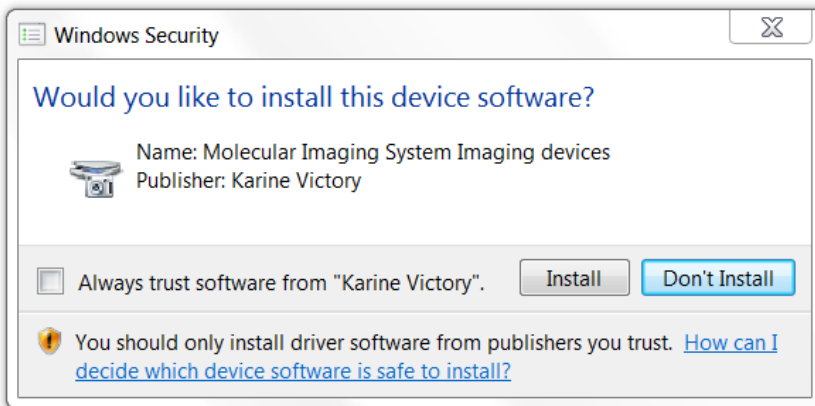 Windows Security
Would you like to install this device software?
Name: Molecular Imaging System Imaging devices
Publisher: Karine Victory
Always trust software from "Karine Victory".
Install
Don't Install
You should only install driver software from publishers you trust. How can I
decide which device software is safe to install?